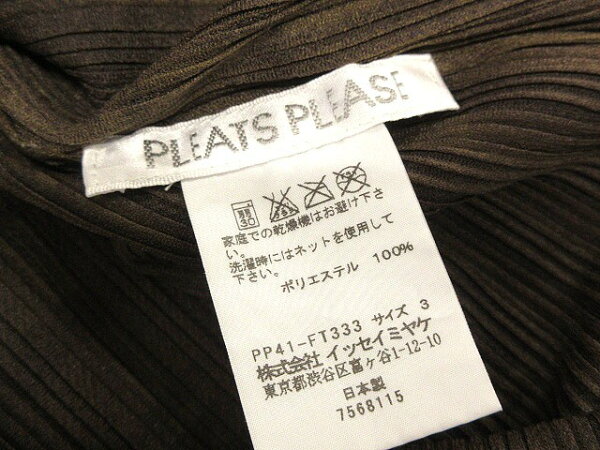 PLEATS PLEASE
弱
30
家庭での乾燥機はお避け下さ
い。
洗濯時にはネットを使用して
下さい。
ポリエステル 100%
PP41-FT333 サイズ 3
株式会社 イッセイミヤケ
東京都渋谷区富ヶ谷1-12-10
日本製
7568115